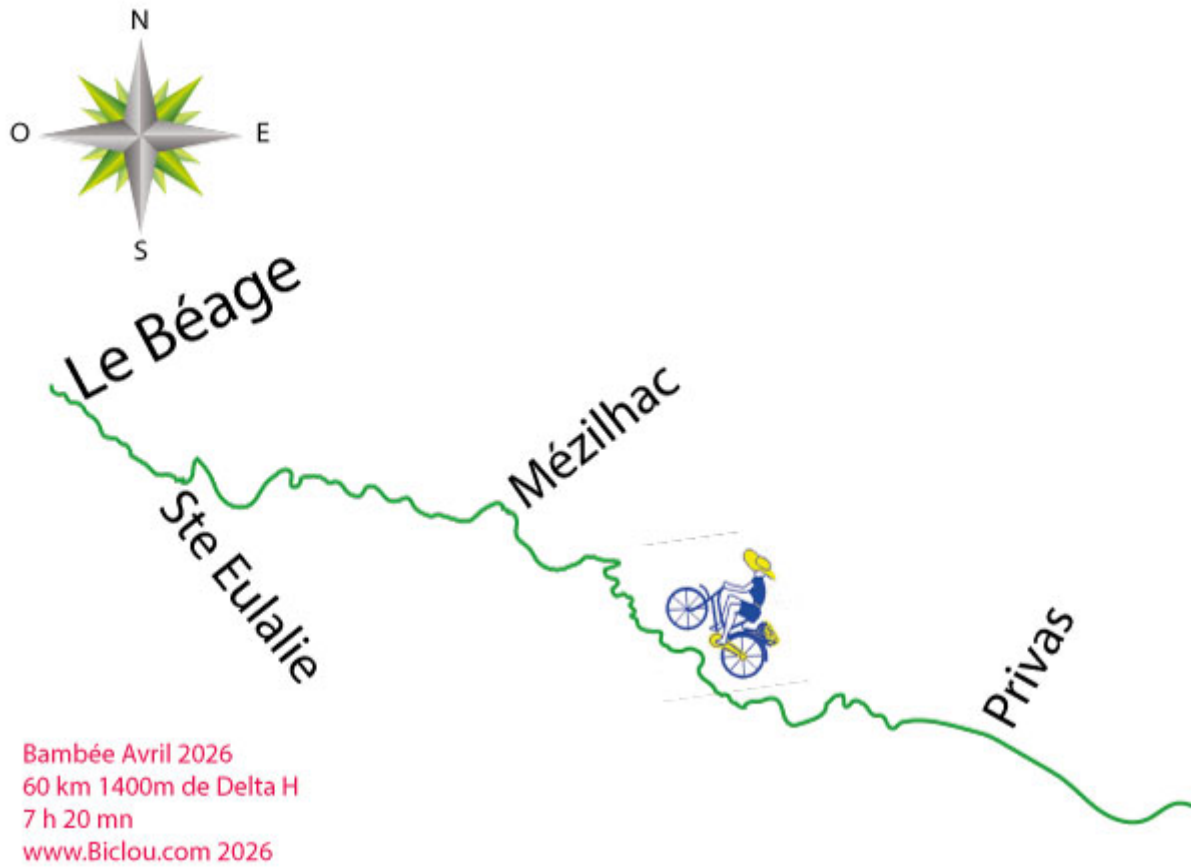 N
O
E
S
Le Béage
Ste Eulalie
Mézilhac
Privas
Bambée Avril 2026
60 km 1400m de Delta H
7 h 20 mn
www.Biclou.com 2026